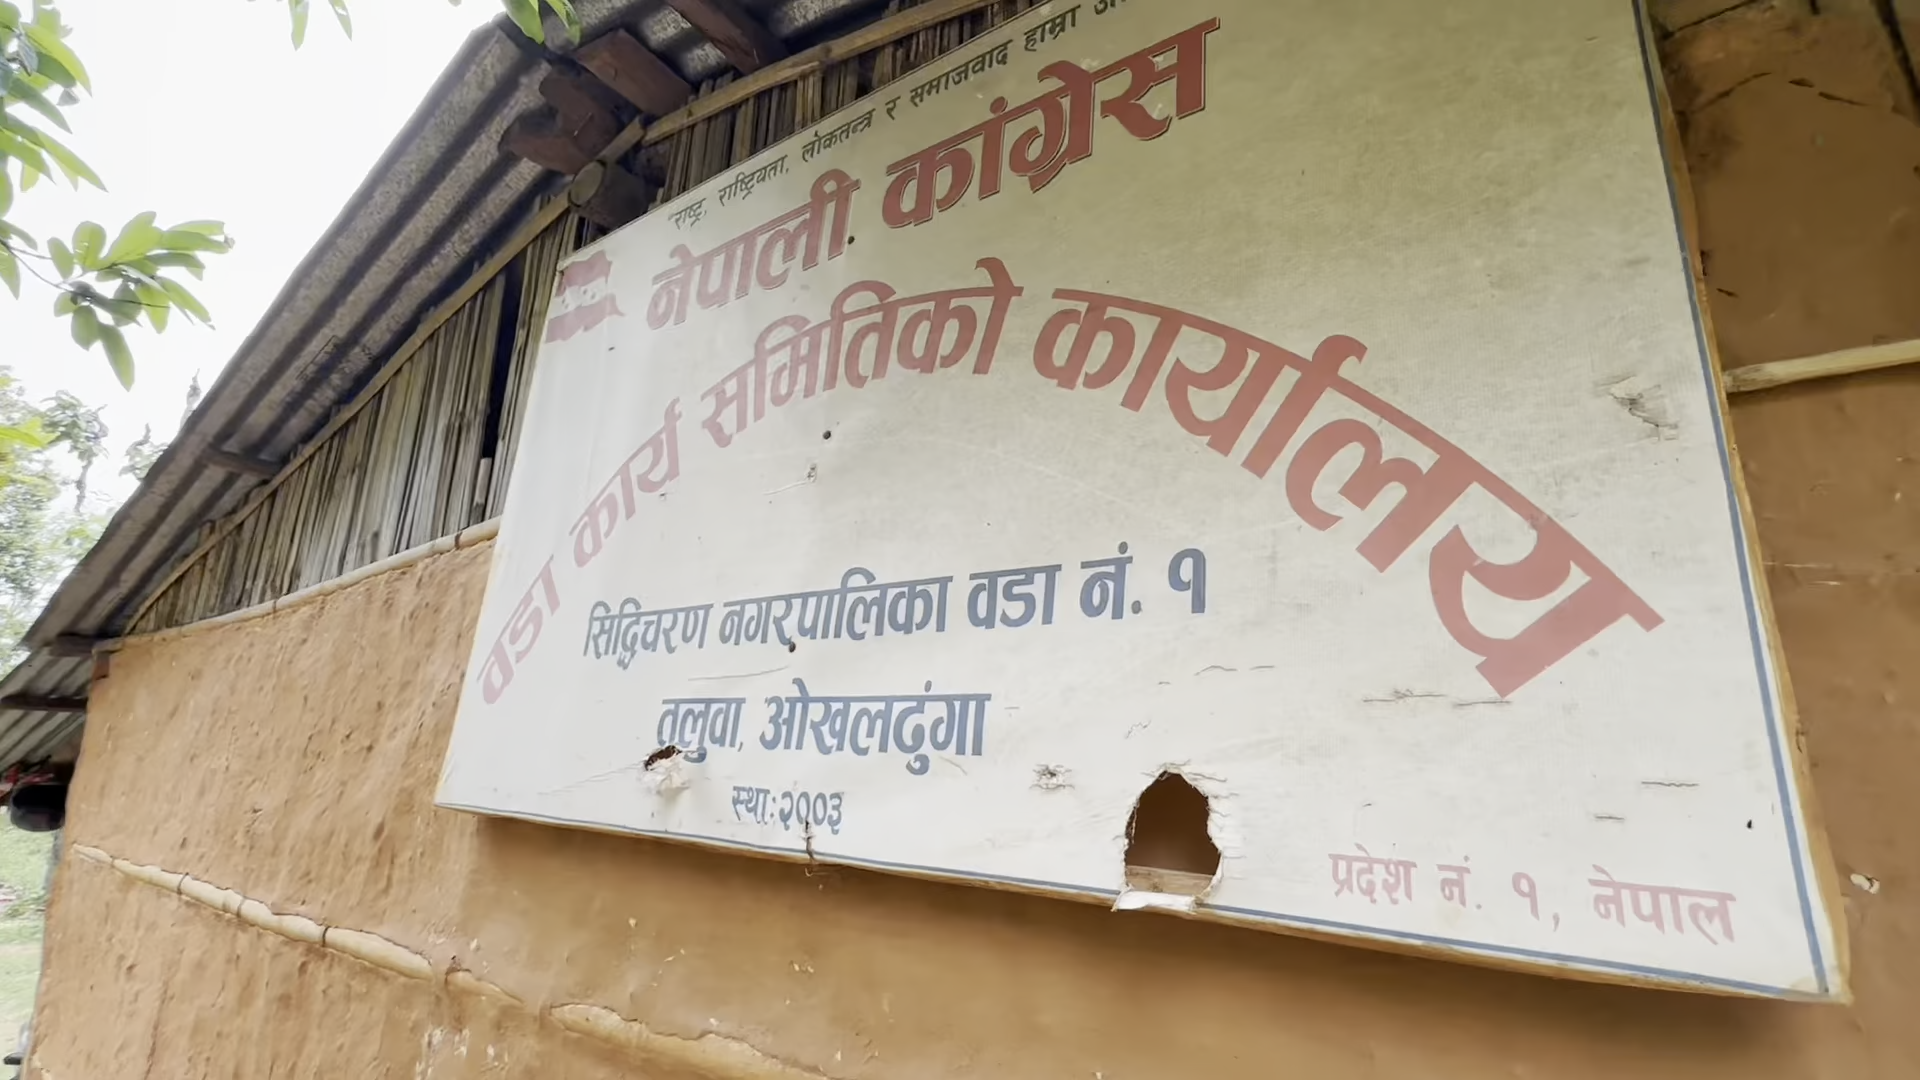 "राष्ट्र, राष्ट्रियता, लोकतन्त्र र समाजवाद हाम्रा
नेपाली कांग्रेस
वडा कार्य समितिको कार्यालय
सिद्धिचरण नगरपालिका वडा नं. १
तलुवा, ओखलढुंगा
स्था:२००३
प्रदेश नं. १, नेपाल